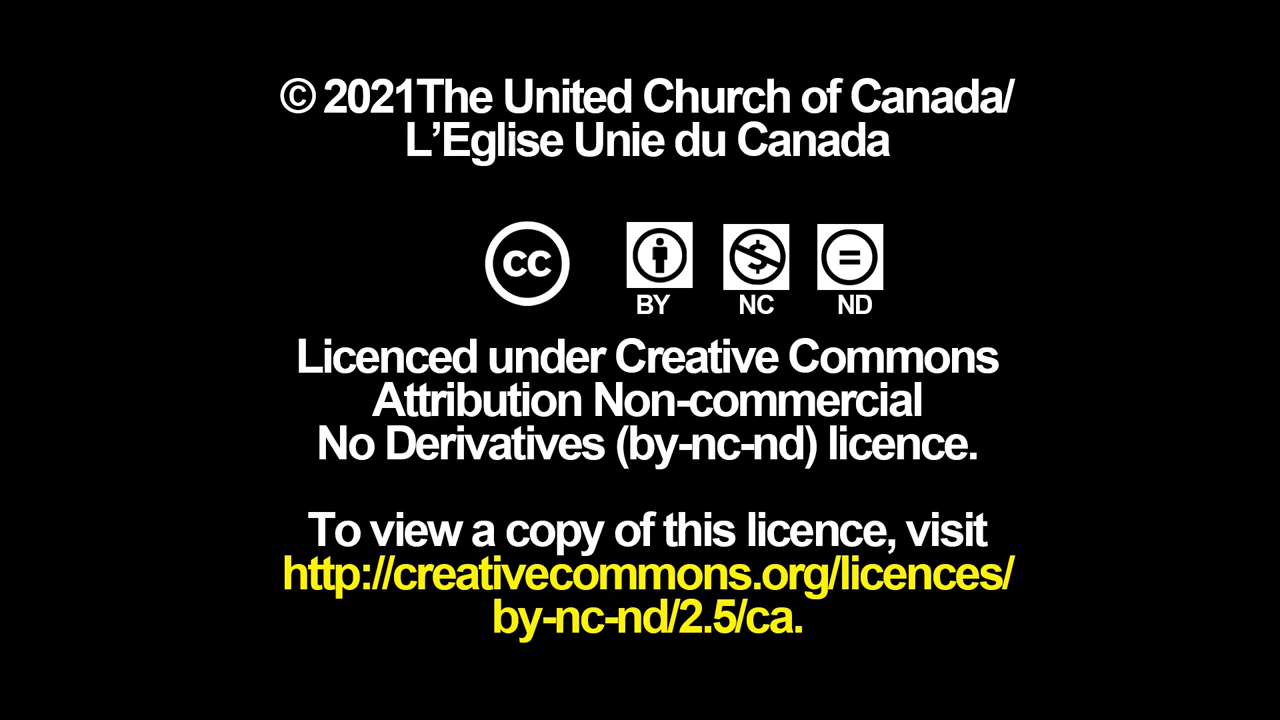 © 2021The United Church of Canada/
L’Eglise Unie du Canada
cc
BY NC ND
Licenced under Creative Commons
Attribution Non-commercial
No Derivatives (by-nc-nd) licence.
To view a copy of this licence, visit
http://creativecommons.org/licences/
by-nc-nd/2.5/ca.